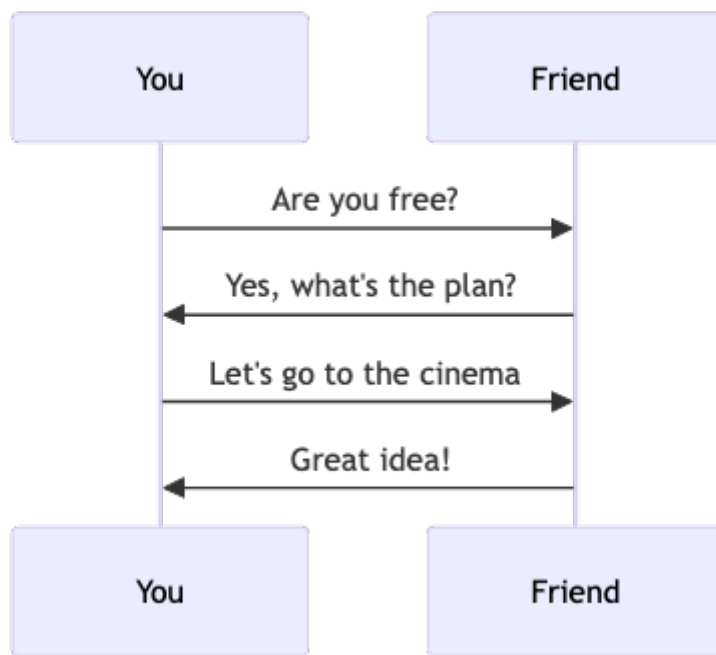 You
Friend
Are you free?
Yes, what's the plan?
Let's go to the cinema
Great idea!
You
Friend